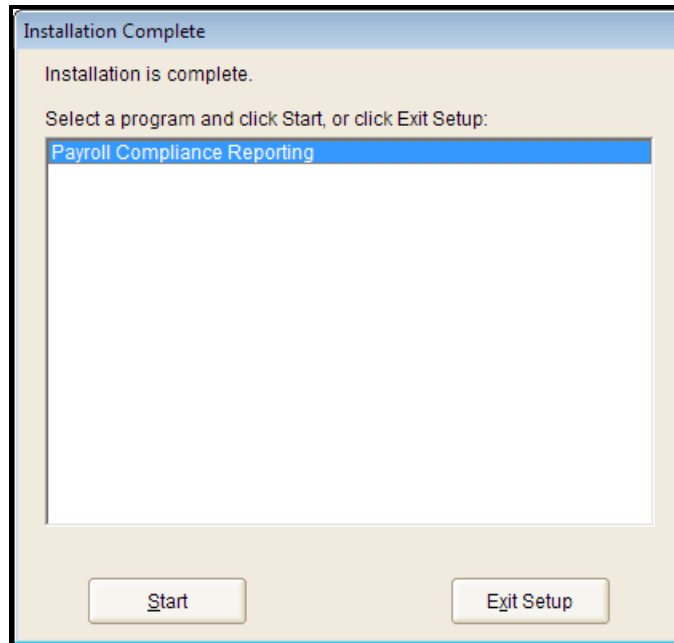 Installation Complete
Installation is complete.
Select a program and click Start, or click Exit Setup:
Payroll Compliance Reporting
Start
Exit Setup